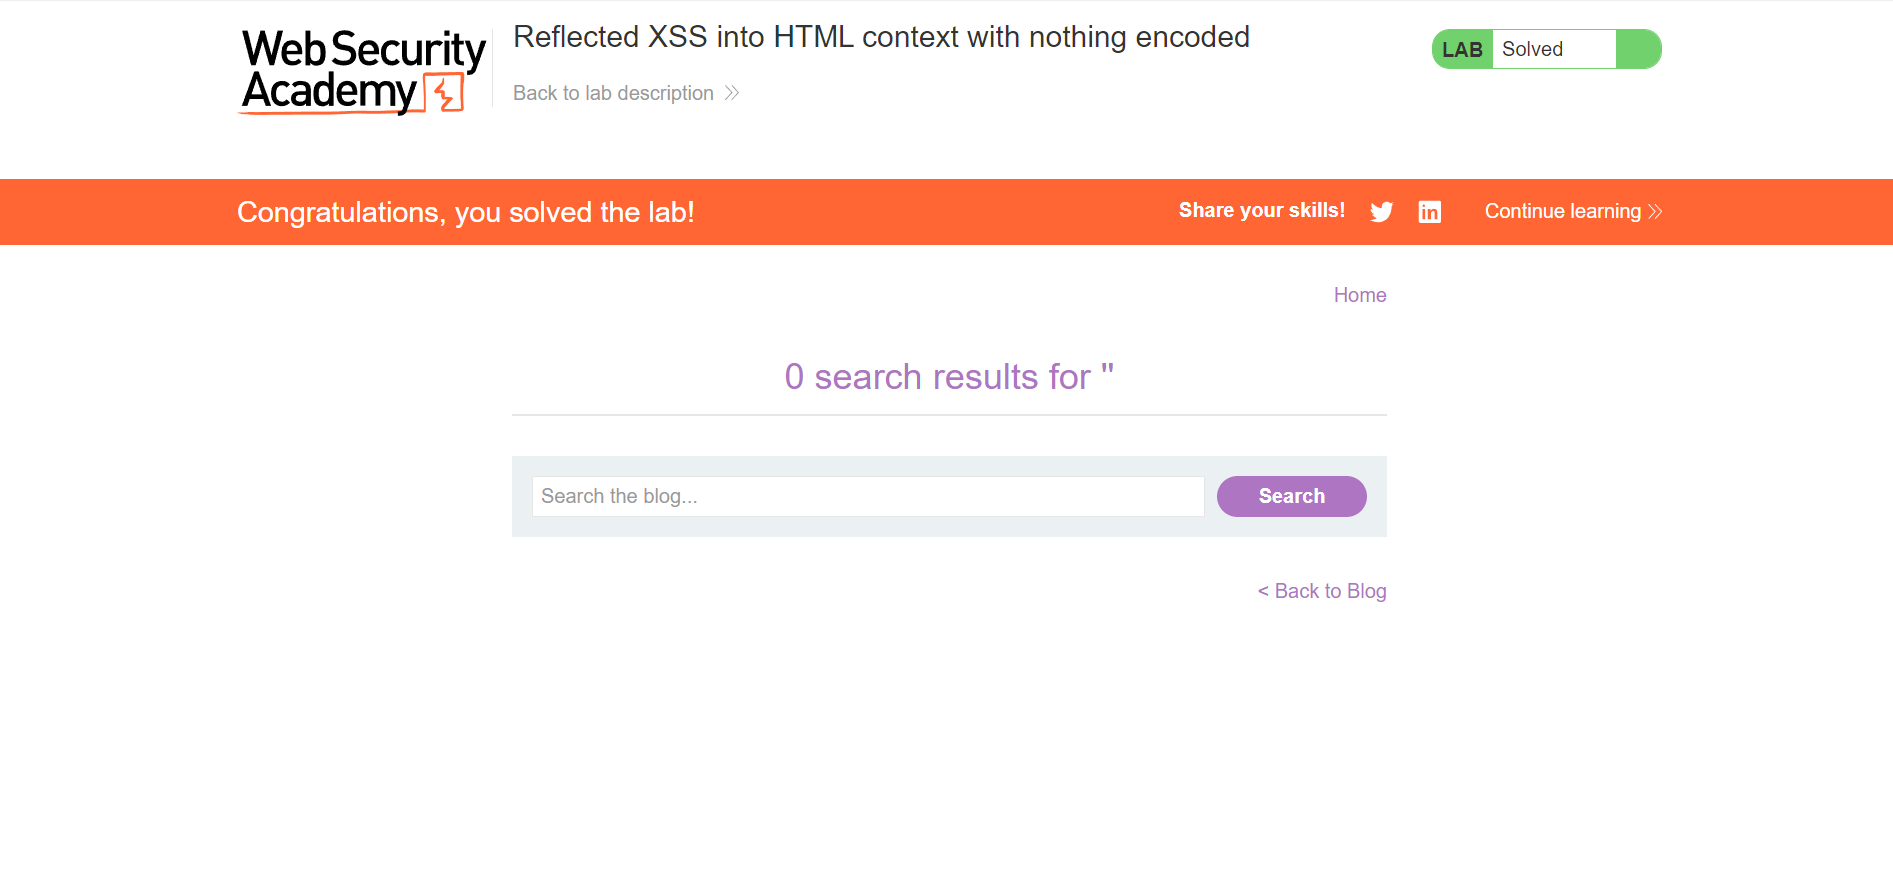 Web Security
Academy
Reflected XSS into HTML context with nothing encoded
Back to lab description
LAB Solved
Congratulations, you solved the lab!
Share your skills!
Continue learning
Home
0 search results for ''
Search the blog...
Search
< Back to Blog